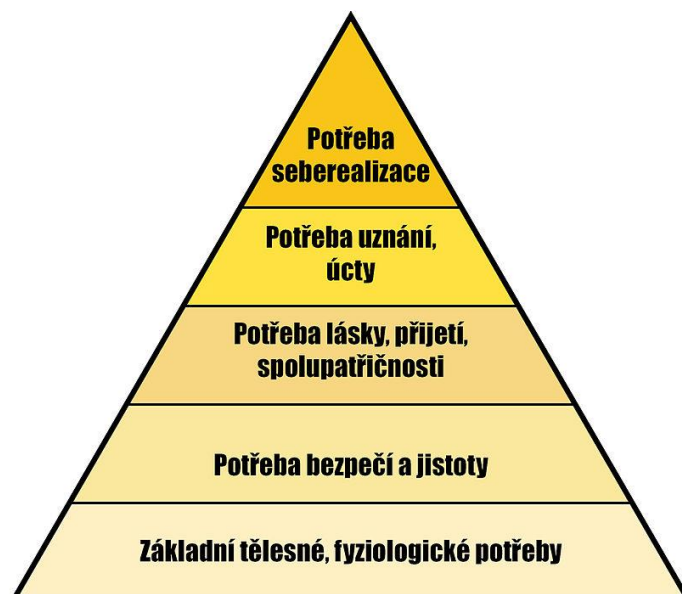 Potřeba
seberealizace
Potřeba uznání,
úcty
Potřeba lásky, přijetí,
spolupatřičnosti
Potřeba bezpečí a jistoty
Základní tělesné, fyziologické potřeby